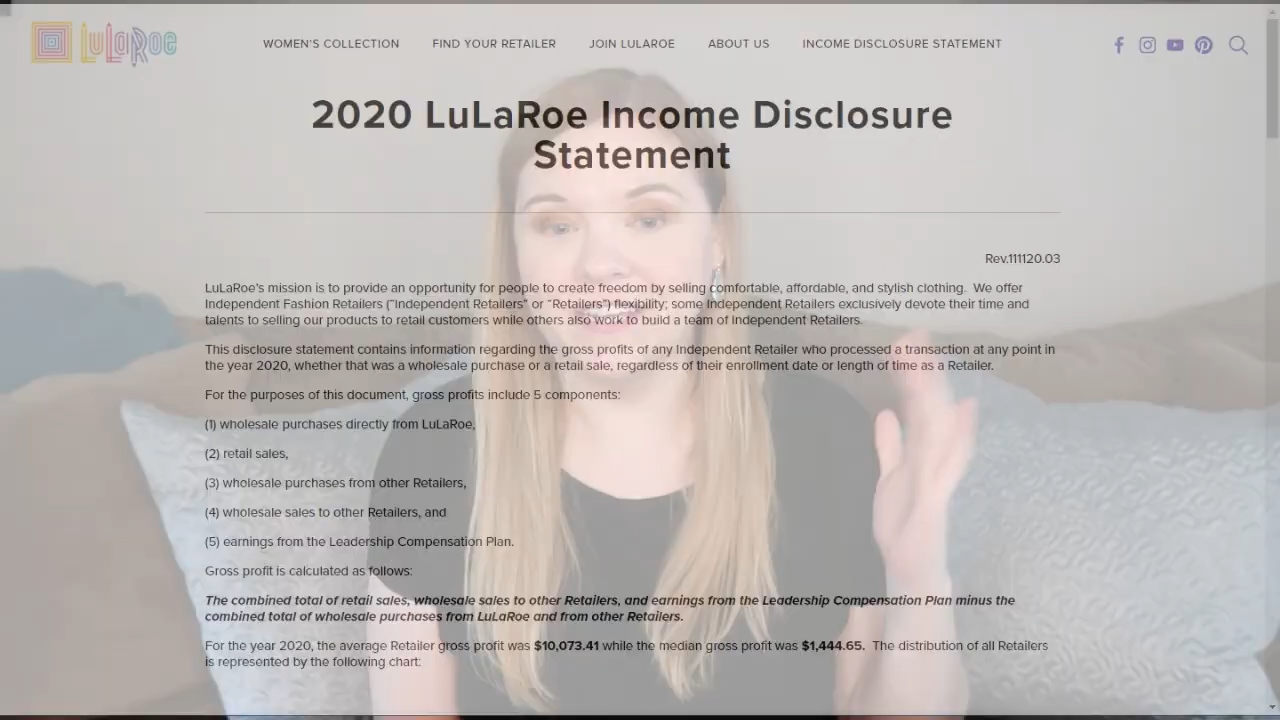 LuLaRoe
WOMEN'S COLLECTION
FIND YOUR RETAILER
JOIN LULAROE
ABOUT US
INCOME DISCLOSURE STATEMENT
2020 LuLaRoe Income Disclosure
Statement
Rev.111120.03
LuLaRoe's mission is to provide an opportunity for people to create freedom by selling comfortable, affordable, and stylish clothing. We offer
Independent Fashion Retailers ("Independent Retailers" or "Retailers") flexibility; some Independent Retailers exclusively devote their time and
talents to selling our products to retail customers while others also work to build a team of Independent Retailers.
This disclosure statement contains information regarding the gross profits of any Independent Retailer who processed a transaction at any point in
the year 2020, whether that was a wholesale purchase or a retail sale, regardless of their enrollment date or length of time as a Retailer.
For the purposes of this document, gross profits include 5 components:
(1) wholesale purchases directly from LuLaRoe,
(2) retail sales,
(3) wholesale purchases from other Retailers,
(4) wholesale sales to other Retailers, and
(5) earnings from the Leadership Compensation Plan.
Gross profit is calculated as follows:
The combined total of retail sales, wholesale sales to other Retailers, and earnings from the Leadership Compensation Plan minus the
combined total of wholesale purchases from LuLaRoe and from other Retailers.
For the year 2020, the average Retailer gross profit was $10,073.41 while the median gross profit was $1,444.65. The distribution of all Retailers
is represented by the following chart: